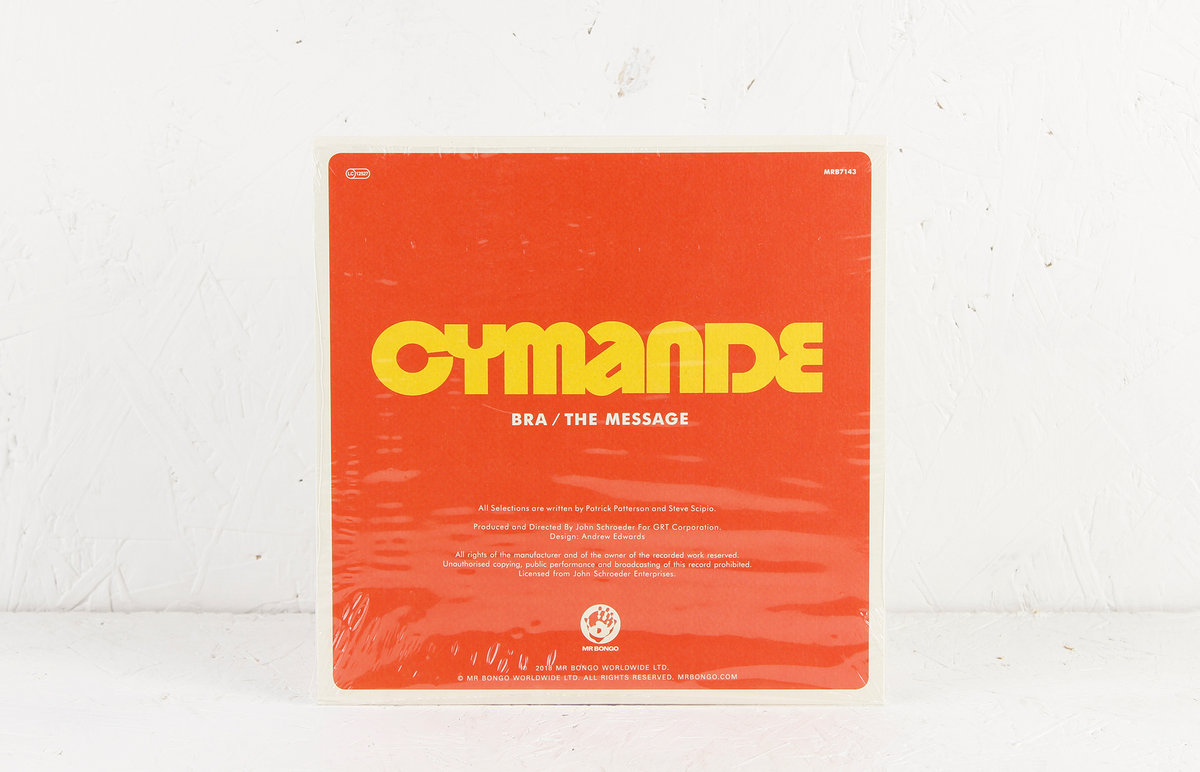 LC 12527
MRB7143
CYMANDE
BRA / THE MESSAGE
All Selections are written by Patrick Patterson and Steve Scipio.
Produced and Directed By John Schroeder For GRT Corporation.
Design: Andrew Edwards
All rights of the manufacturer and of the owner of the recorded work reserved.
Unauthorised copying, public performance and broadcasting of this record prohibited.
Licensed from John Schroeder Enterprises.
MR BONGO
MR BONGO WORLDWIDE LTD.
© MR BONGO WORLDWIDE LTD. ALL RIGHTS RESERVED. MRBONGO.COM